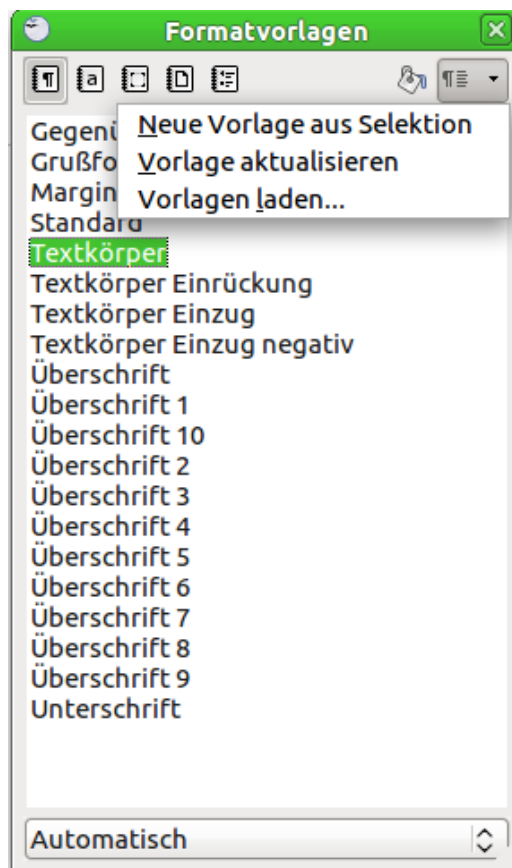 Formatvorlagen
Neue Vorlage aus Selektion
Vorlage aktualisieren
Vorlagen laden...
Standard
Textkörper
Textkörper Einrückung
Textkörper Einzug
Textkörper Einzug negativ
Überschrift
Überschrift 1
Überschrift 10
Überschrift 2
Überschrift 3
Überschrift 4
Überschrift 5
Überschrift 6
Überschrift 7
Überschrift 8
Überschrift 9
Unterschrift
Automatisch